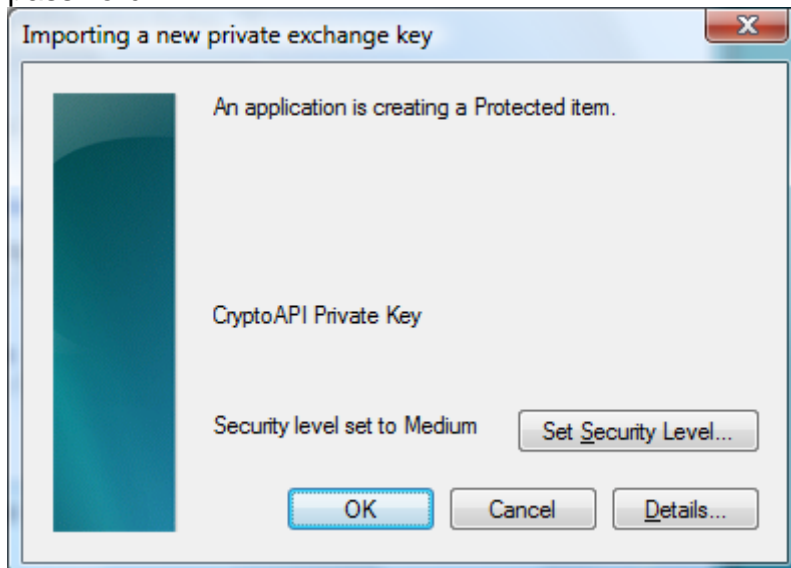 Importing a new private exchange key
An application is creating a Protected item.
CryptoAPI Private Key
Security level set to Medium
Set Security Level...
OK
Cancel
Details...